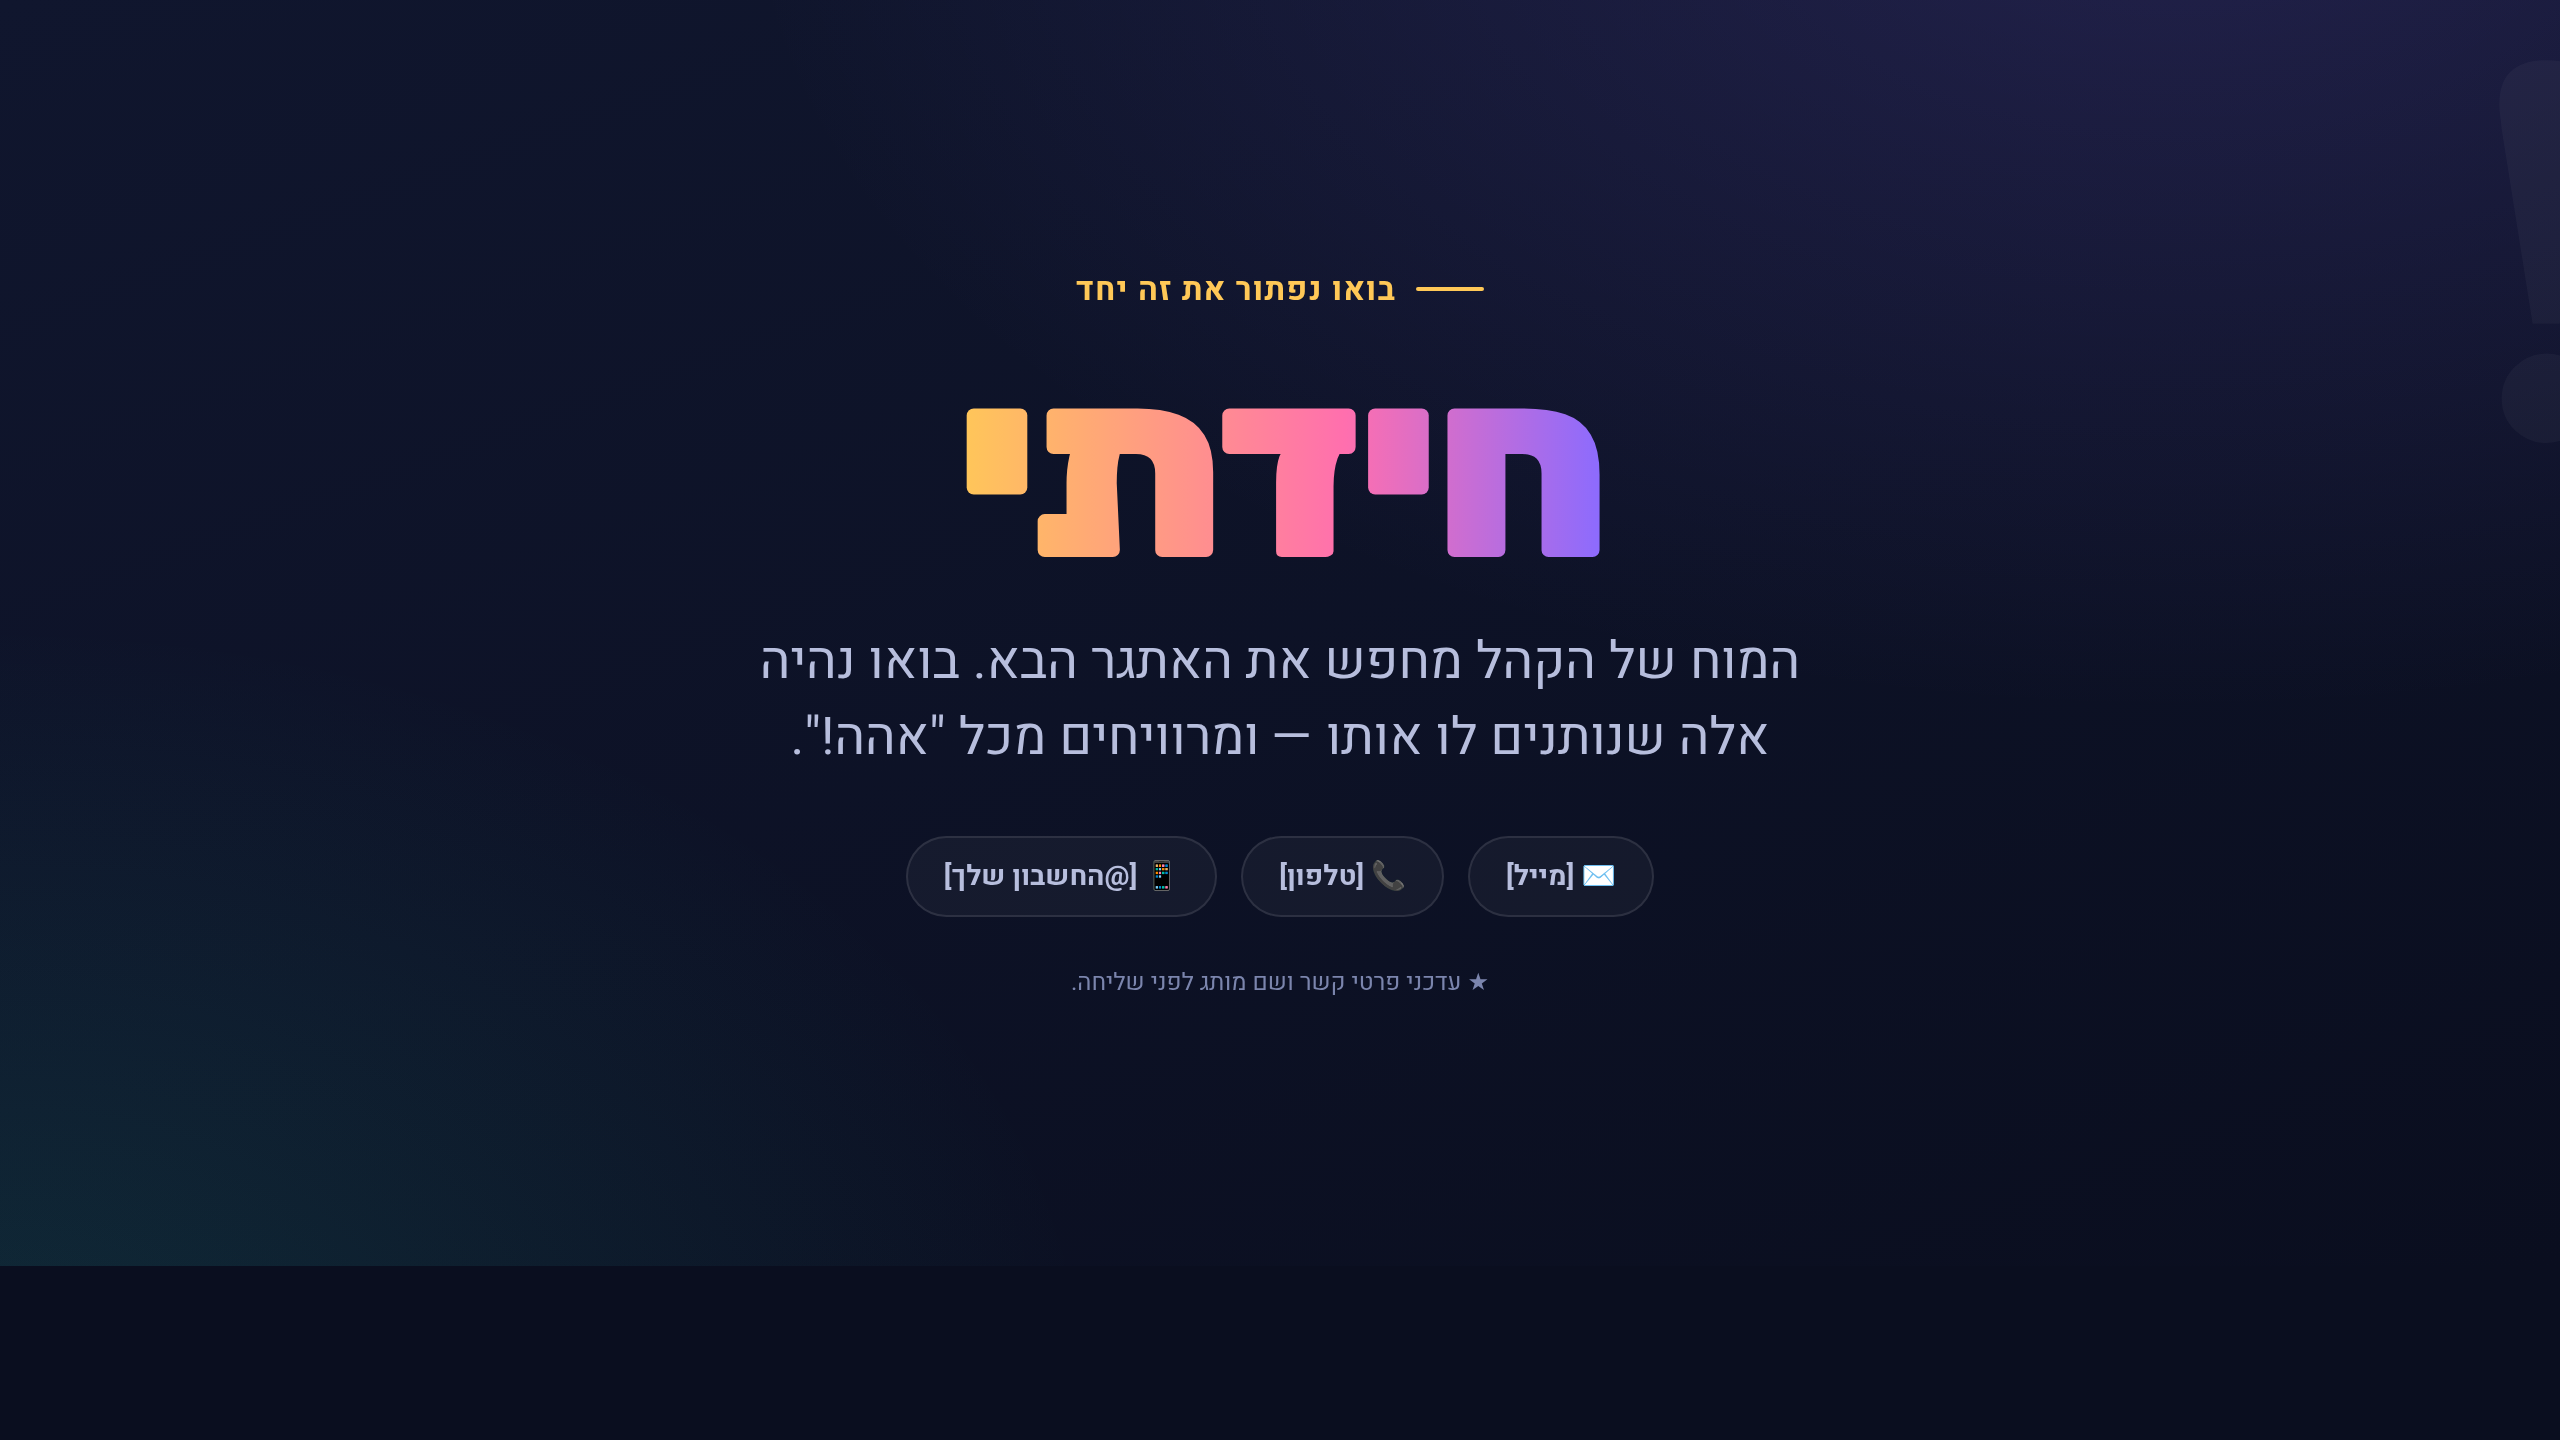 בואו נפתור את זה יחד
חידתי
המוח של הקהל מחפש את האתגר הבא. בואו נהיה
אלה שנותנים לו אותו — ומרוויחים מכל "אהה!".
✉️ [מייל]
📞 [טלפון]
📱 [@החשבון שלך]
★ עדכני פרטי קשר ושם מותג לפני שליחה.